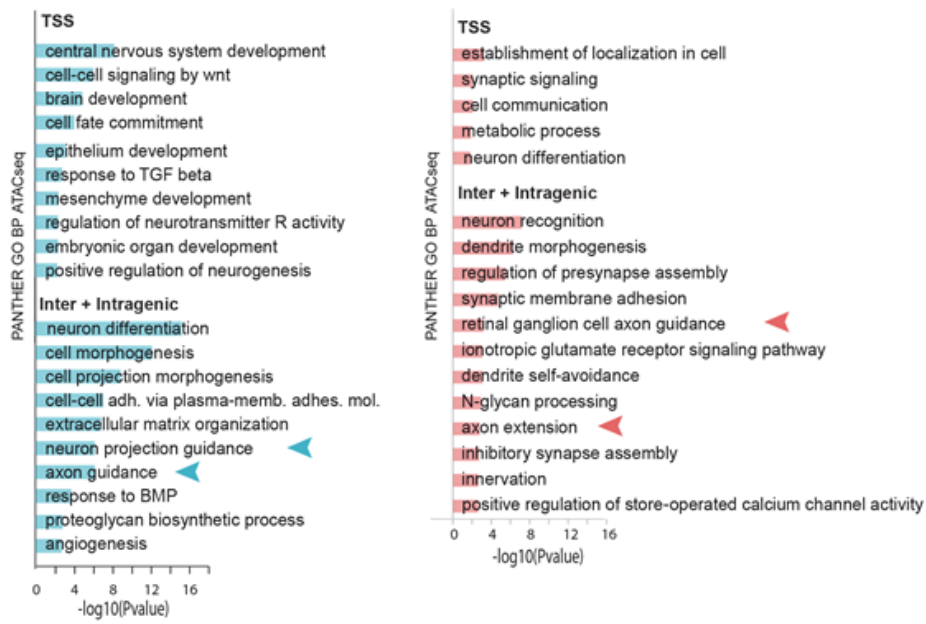 TSS
central nervous system development
cell-cell signaling by wnt
brain development
cell fate commitment
epithelium development
response to TGF beta
mesenchyme development
regulation of neurotransmitter R activity
embryonic organ development
positive regulation of neurogenesis
Inter + Intragenic
neuron differentiation
cell morphogenesis
cell projection morphogenesis
cell-cell adh. via plasma-memb. adhes. mol.
extracellular matrix organization
neuron projection guidance
axon guidance
response to BMP
proteoglycan biosynthetic process
angiogenesis
PANTHER GO BP ATACseq
0 4 8 12 16
-log10(Pvalue)
TSS
establishment of localization in cell
synaptic signaling
cell communication
metabolic process
neuron differentiation
Inter + Intragenic
neuron recognition
dendrite morphogenesis
regulation of presynapse assembly
synaptic membrane adhesion
retinal ganglion cell axon guidance
ionotropic glutamate receptor signaling pathway
dendrite self-avoidance
N-glycan processing
axon extension
inhibitory synapse assembly
innervation
positive regulation of store-operated calcium channel activity
PANTHER GO BP ATACseq
0 4 8 12 16
-log10(Pvalue)